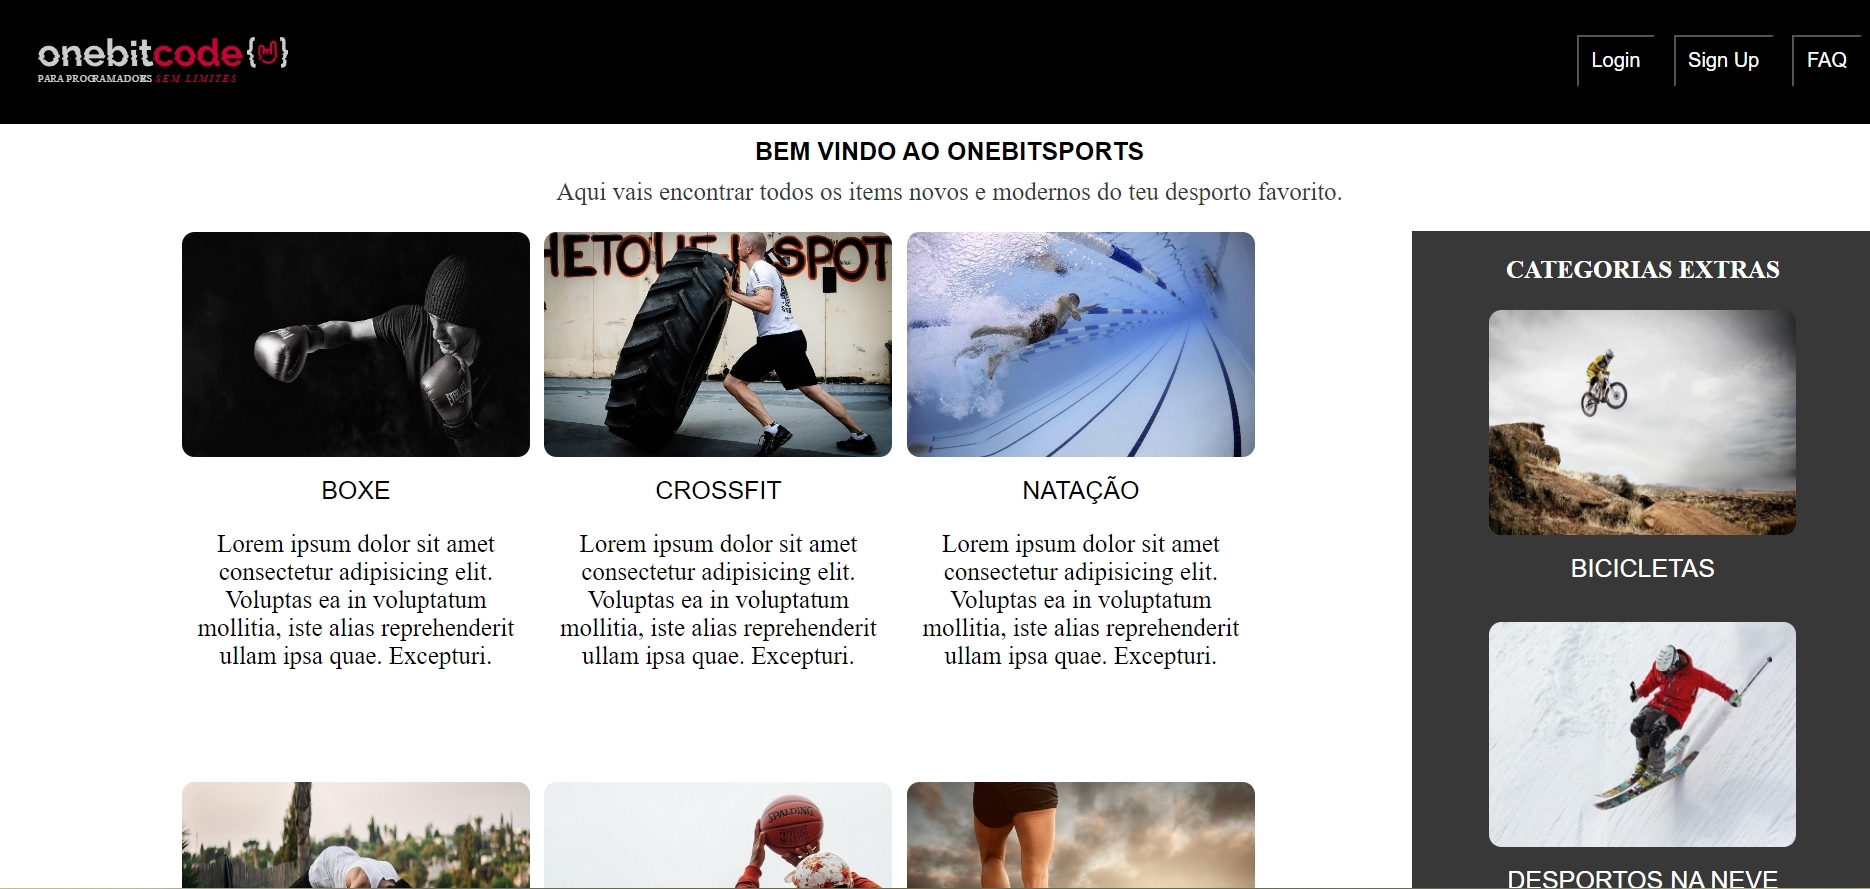 onebitcode{}
PARA PROGRAMADORES SEM LIMITES
Login
Sign Up
FAQ
BEM VINDO AO ONEBITSPORTS
Aqui vais encontrar todos os items novos e modernos do teu desporto favorito.
HETOUF
SPOT
BOXE
Lorem ipsum dolor sit amet
consectetur adipisicing elit.
Voluptas ea in voluptatum
mollitia, iste alias reprehenderit
ullam ipsa quae. Excepturi.
CROSSFIT
Lorem ipsum dolor sit amet
consectetur adipisicing elit.
Voluptas ea in voluptatum
mollitia, iste alias reprehenderit
ullam ipsa quae. Excepturi.
NATAÇÃO
Lorem ipsum dolor sit amet
consectetur adipisicing elit.
Voluptas ea in voluptatum
mollitia, iste alias reprehenderit
ullam ipsa quae. Excepturi.
SPALDING
CATEGORIAS EXTRAS
BICICLETAS
DESPORTOS NA NEVE